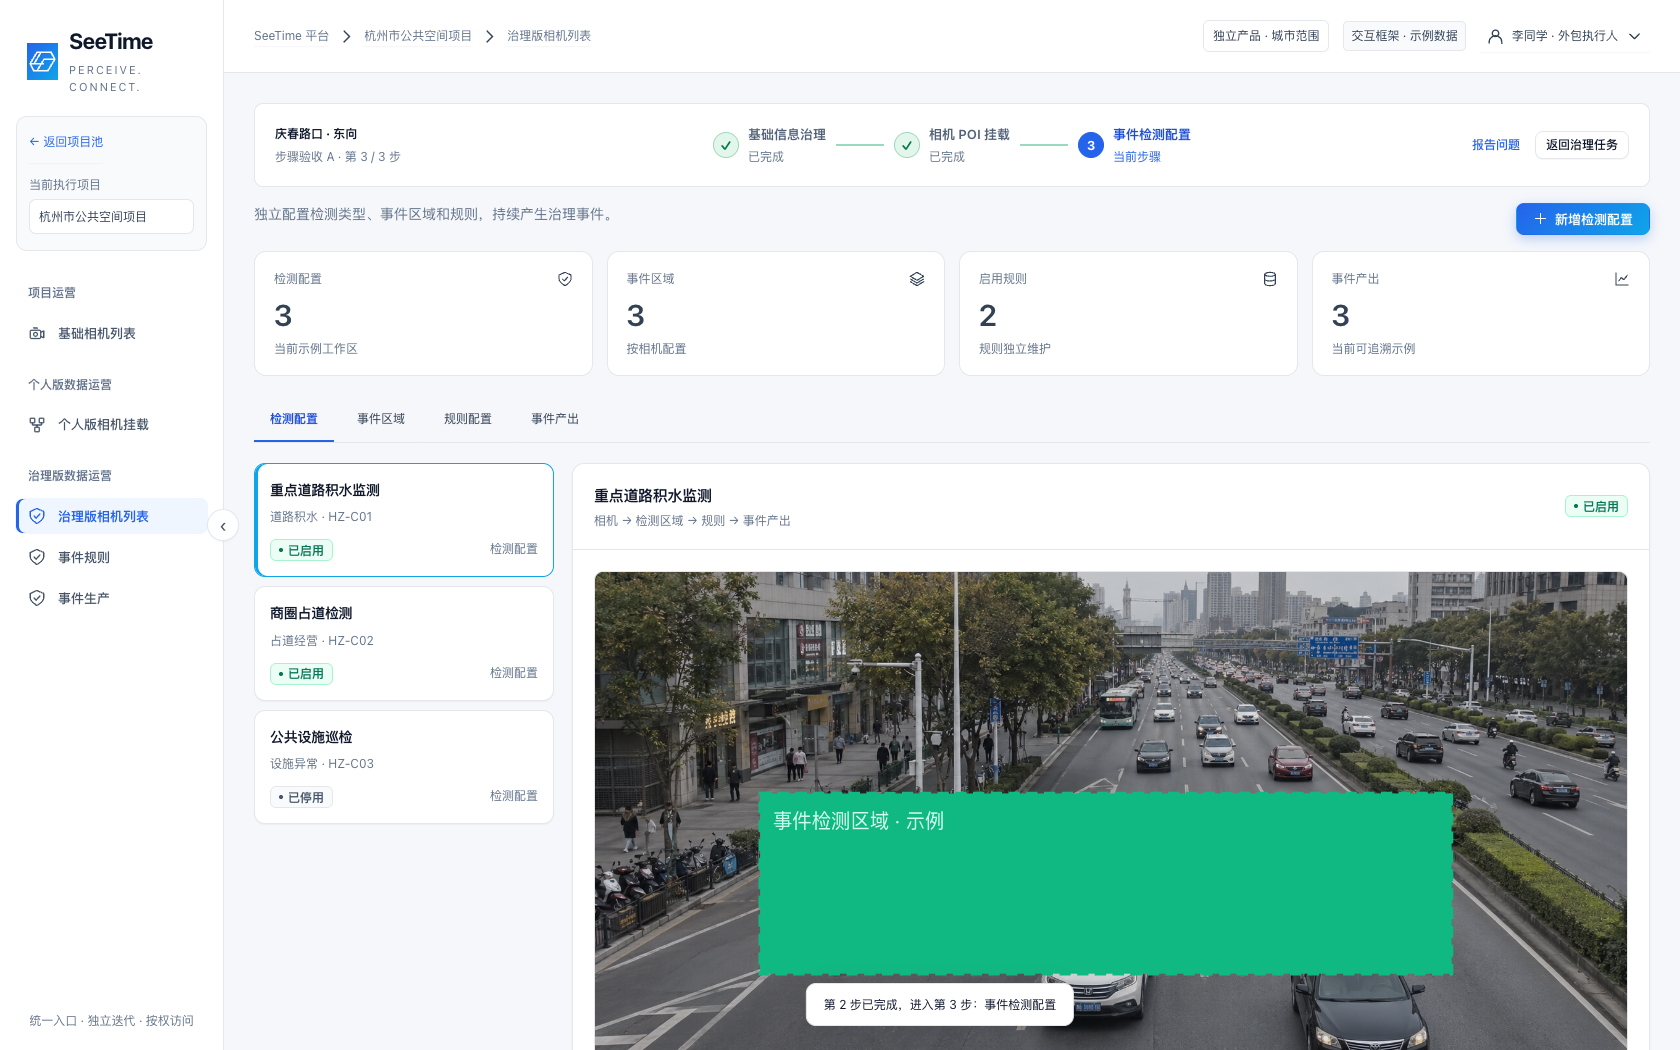 SeeTime
PERCEIVE.
CONNECT.
← 返回项目池
当前执行项目
杭州市公共空间项目
项目运营
基础相机列表
个人版数据运营
个人版相机挂载
治理版数据运营
治理版相机列表
事件规则
事件生产
统一入口 · 独立迭代 · 按权访问
SeeTime 平台 > 杭州市公共空间项目 > 治理版相机列表
独立产品 · 城市范围
交互框架 · 示例数据
李同学 · 外包执行人
庆春路口 · 东向
步骤验收 A · 第 3 / 3 步
基础信息治理
已完成
相机 POI 挂载
已完成
3
事件检测配置
当前步骤
报告问题
返回治理任务
独立配置检测类型、事件区域和规则，持续产生治理事件。
+ 新增检测配置
检测配置
3
当前示例工作区
事件区域
3
按相机配置
启用规则
2
规则独立维护
事件产出
3
当前可追溯示例
检测配置
事件区域
规则配置
事件产出
重点道路积水监测
道路积水 · HZ-C01
• 已启用
检测配置
商圈占道检测
占道经营 · HZ-C02
• 已启用
检测配置
公共设施巡检
设施异常 · HZ-C03
• 已停用
检测配置
重点道路积水监测
相机 → 检测区域 → 规则 → 事件产出
• 已启用
事件检测区域 · 示例
第 2 步已完成，进入第 3 步：事件检测配置